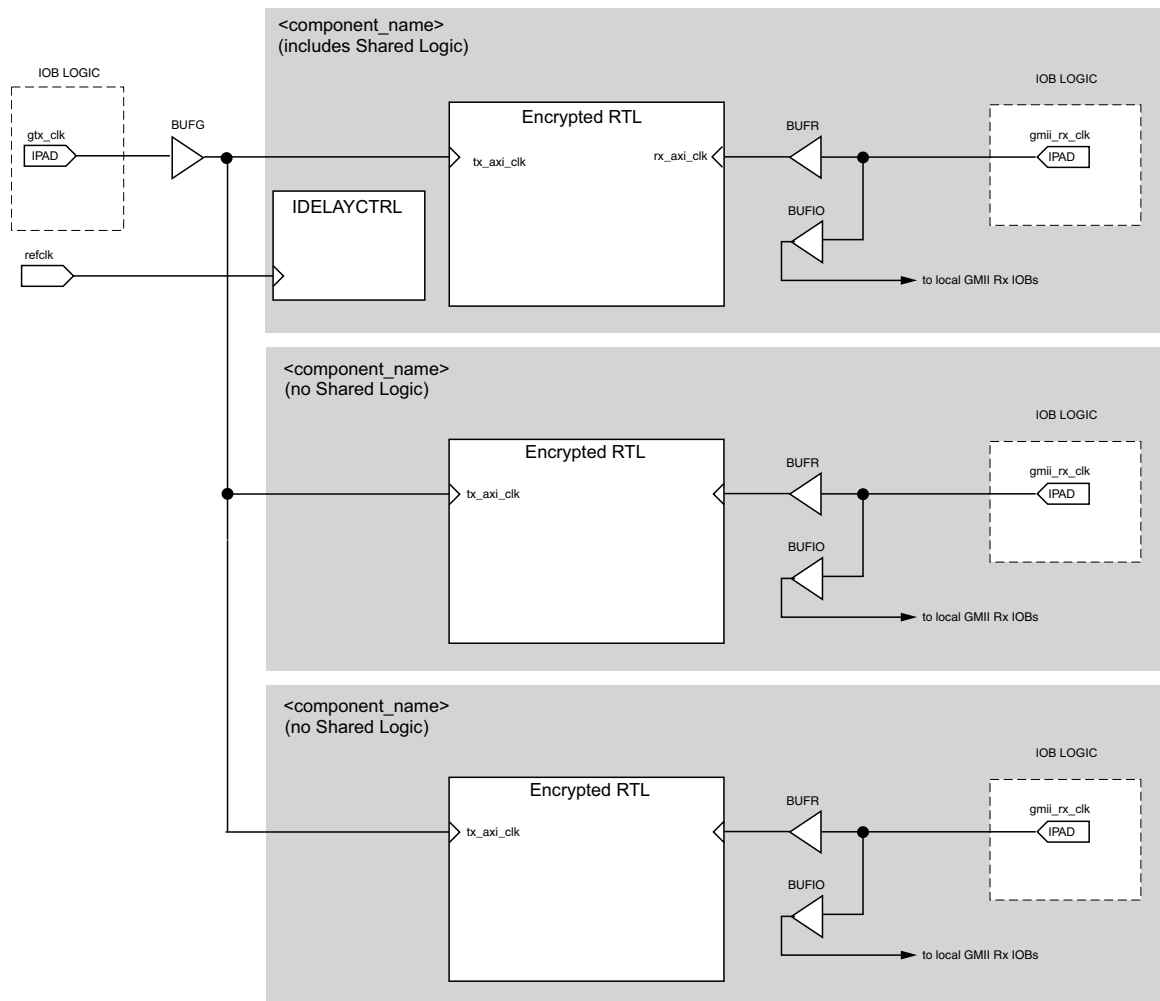 <component_name>
(includes Shared Logic)
IOB LOGIC
gtx_clk
IPAD
BUFG
refclk
Encrypted RTL
tx_axi_clk
rx_axi_clk
IDELAYCTRL
BUFR
BUFIO
to local GMII Rx IOBs
IOB LOGIC
gmii_rx_clk
IPAD
<component_name>
(no Shared Logic)
Encrypted RTL
tx_axi_clk
BUFR
BUFIO
to local GMII Rx IOBs
IOB LOGIC
gmii_rx_clk
IPAD
<component_name>
(no Shared Logic)
Encrypted RTL
tx_axi_clk
BUFR
BUFIO
to local GMII Rx IOBs
IOB LOGIC
gmii_rx_clk
IPAD